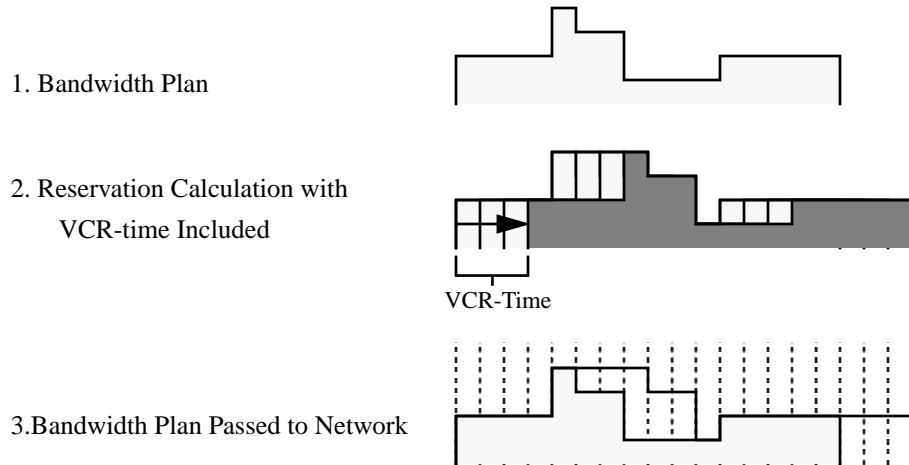 1. Bandwidth Plan
2. Reservation Calculation with
VCR-time Included
VCR-Time
3.Bandwidth Plan Passed to Network